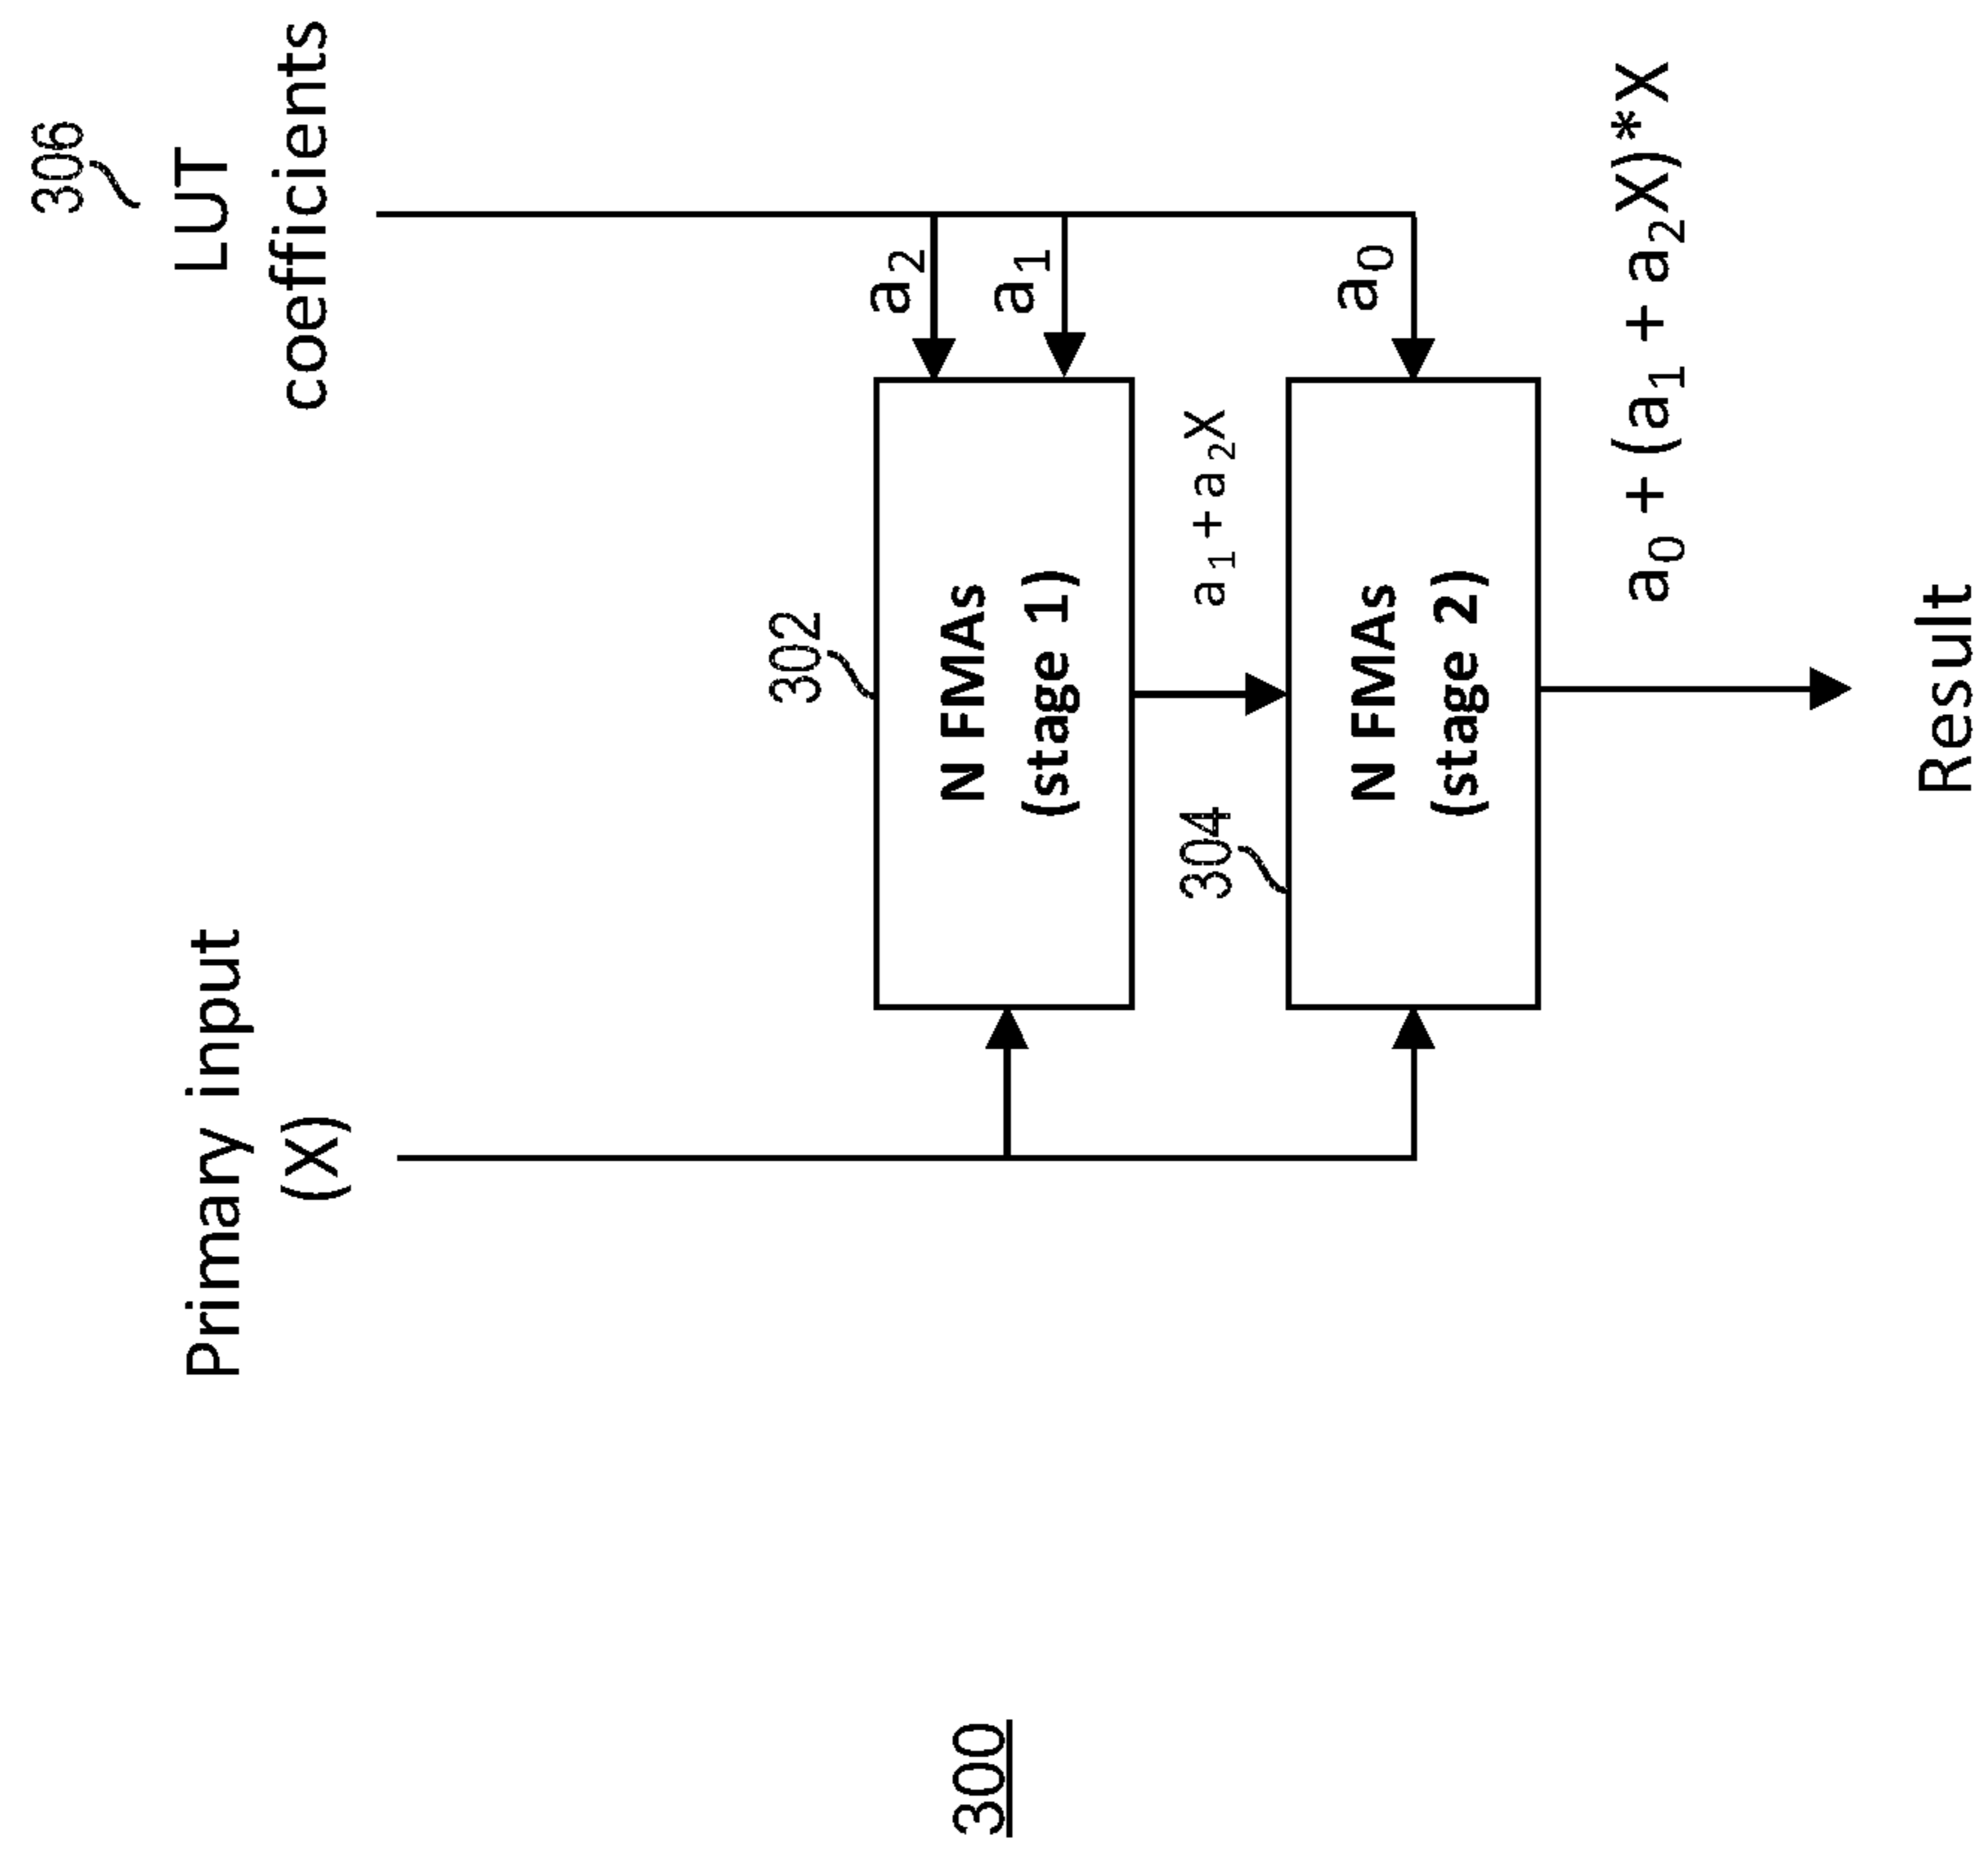 306
LUT
coefficients
Primary input
(X)
302
a₂
a₁
N FMAs
(stage 1)
a₁ + a₂X
304
a₀
N FMAs
(stage 2)
a₀ + (a₁ + a₂X)*X
Result
300